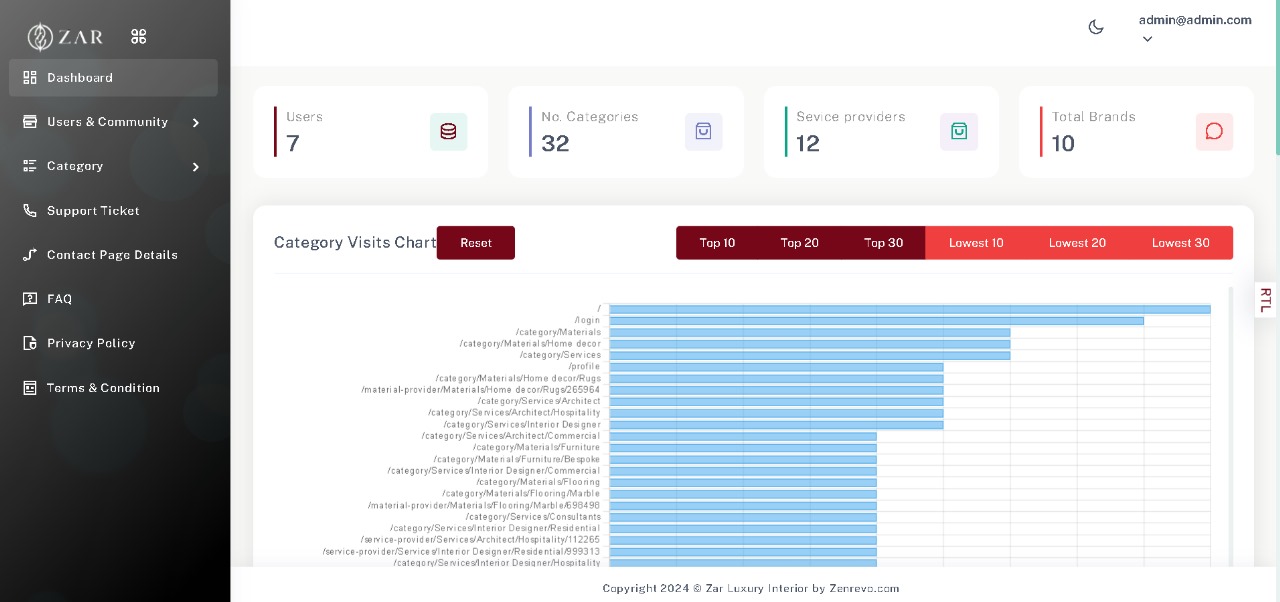 ZAR
admin@admin.com
Dashboard
Users & Community
Category
Support Ticket
Contact Page Details
FAQ
Privacy Policy
Terms & Condition
Users
7
No. Categories
32
Sevice providers
12
Total Brands
10
Category Visits Chart
Reset
Top 10 Top 20 Top 30 Lowest 10 Lowest 20 Lowest 30
RTL
/
/login
/category/Materials
/category/Materials/Home decor
/category/Services
/profile
/category/Materials/Home decor/Rugs
/material-provider/Materials/Home decor/Rugs/265964
/category/Services/Architect
/category/Services/Architect/Hospitality
/category/Services/Interior Designer
/category/Services/Architect/Commercial
/category/Materials/Furniture
/category/Materials/Furniture/Bespoke
/category/Services/Interior Designer/Commercial
/category/Materials/Flooring
/category/Materials/Flooring/Marble
/material-provider/Materials/Flooring/Marble/698498
/category/Services/Consultants
/category/Services/Interior Designer/Residential
/service-provider/Services/Architect/Hospitality/112265
/service-provider/Services/Interior Designer/Residential/999313
/category/Services/Interior Designer/Hospitality
Copyright 2024 © Zar Luxury Interior by Zenrevo.com